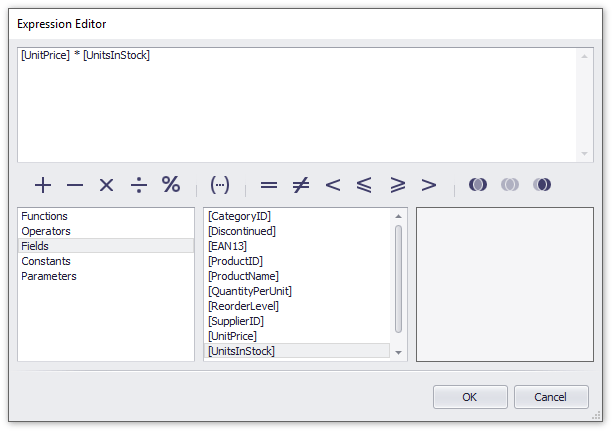 Expression Editor
[UnitPrice] * [UnitsInStock]
+ − × ÷ % (...) = ≠ < ⩽ ⩾ >
Functions
Operators
Fields
Constants
Parameters
[CategoryID]
[Discontinued]
[EAN13]
[ProductID]
[ProductName]
[QuantityPerUnit]
[ReorderLevel]
[SupplierID]
[UnitPrice]
[UnitsInStock]
OK Cancel